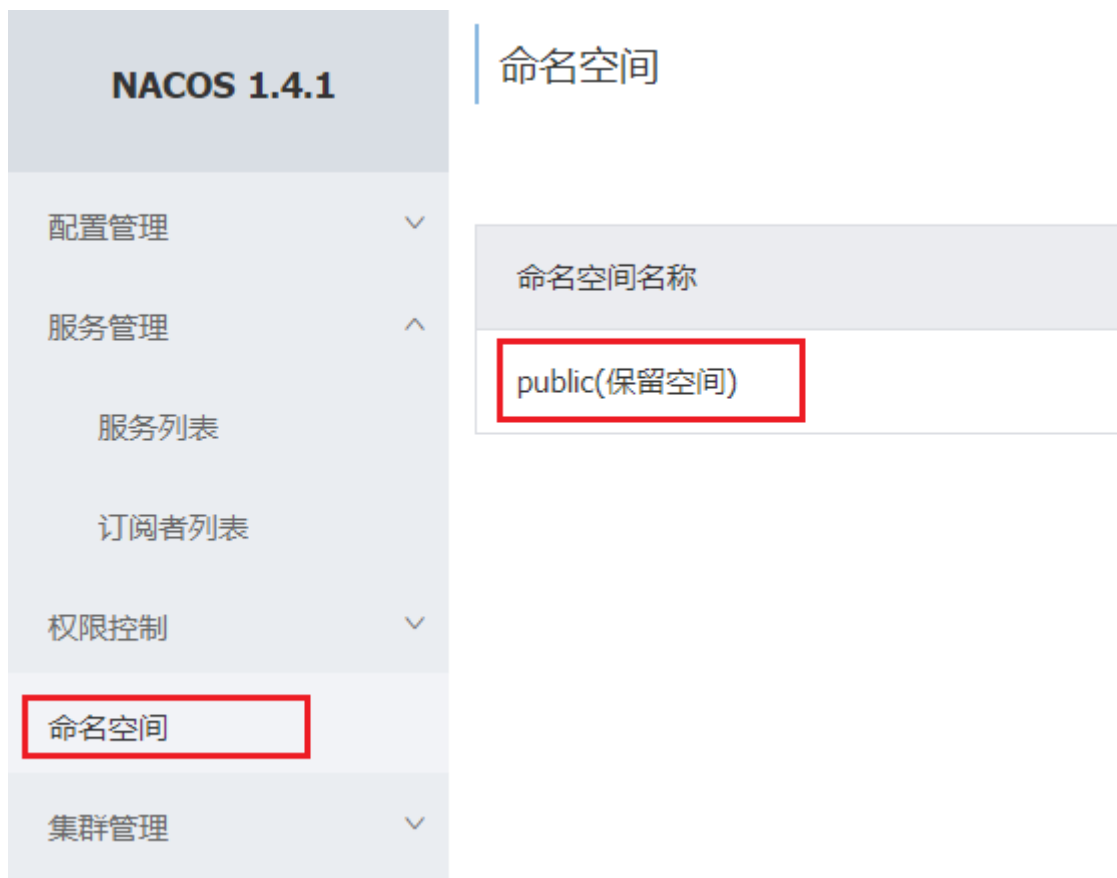 NACOS 1.4.1
配置管理
服务管理
服务列表
订阅者列表
权限控制
命名空间
集群管理
命名空间
命名空间名称
public(保留空间)